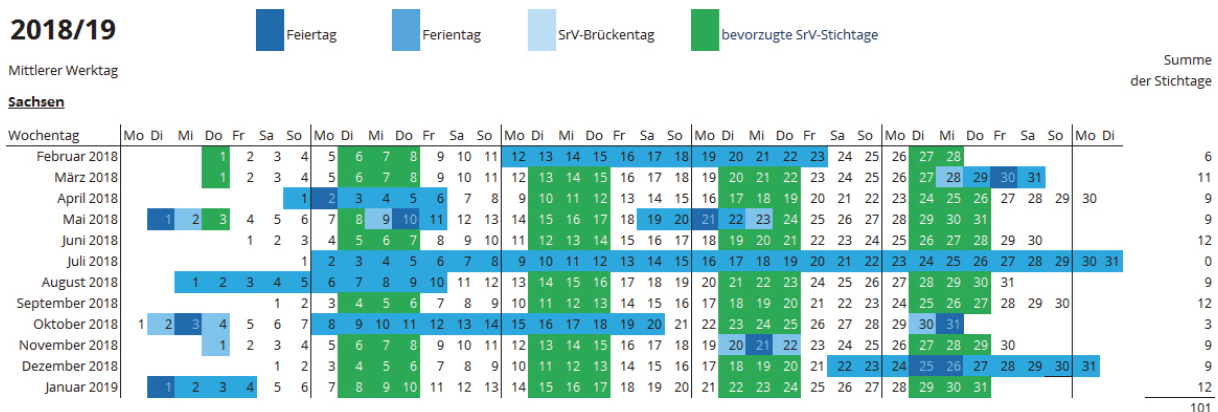 2018/19
Feiertag Ferientag SrV-Brückentag bevorzugte SrV-Stichtage
Mittlerer Werktag
Summe
der Stichtage
Sachsen
Wochentag Mo Di Mi Do Fr Sa So Mo Di Mi Do Fr Sa So Mo Di Mi Do Fr Sa So Mo Di Mi Do Fr Sa So Mo Di Mi Do Fr Sa So Mo Di
Februar 2018 1 2 3 4 5 6 7 8 9 10 11 12 13 14 15 16 17 18 19 20 21 22 23 24 25 26 27 28 6
März 2018 1 2 3 4 5 6 7 8 9 10 11 12 13 14 15 16 17 18 19 20 21 22 23 24 25 26 27 28 29 30 31 11
April 2018 1 2 3 4 5 6 7 8 9 10 11 12 13 14 15 16 17 18 19 20 21 22 23 24 25 26 27 28 29 30 9
Mai 2018 1 2 3 4 5 6 7 8 9 10 11 12 13 14 15 16 17 18 19 20 21 22 23 24 25 26 27 28 29 30 31 9
Juni 2018 1 2 3 4 5 6 7 8 9 10 11 12 13 14 15 16 17 18 19 20 21 22 23 24 25 26 27 28 29 30 12
Juli 2018 1 2 3 4 5 6 7 8 9 10 11 12 13 14 15 16 17 18 19 20 21 22 23 24 25 26 27 28 29 30 31 0
August 2018 1 2 3 4 5 6 7 8 9 10 11 12 13 14 15 16 17 18 19 20 21 22 23 24 25 26 27 28 29 30 31 9
September 2018 1 2 3 4 5 6 7 8 9 10 11 12 13 14 15 16 17 18 19 20 21 22 23 24 25 26 27 28 29 30 12
Oktober 2018 1 2 3 4 5 6 7 8 9 10 11 12 13 14 15 16 17 18 19 20 21 22 23 24 25 26 27 28 29 30 31 3
November 2018 1 2 3 4 5 6 7 8 9 10 11 12 13 14 15 16 17 18 19 20 21 22 23 24 25 26 27 28 29 30 9
Dezember 2018 1 2 3 4 5 6 7 8 9 10 11 12 13 14 15 16 17 18 19 20 21 22 23 24 25 26 27 28 29 30 31 9
Januar 2019 1 2 3 4 5 6 7 8 9 10 11 12 13 14 15 16 17 18 19 20 21 22 23 24 25 26 27 28 29 30 31 12
101